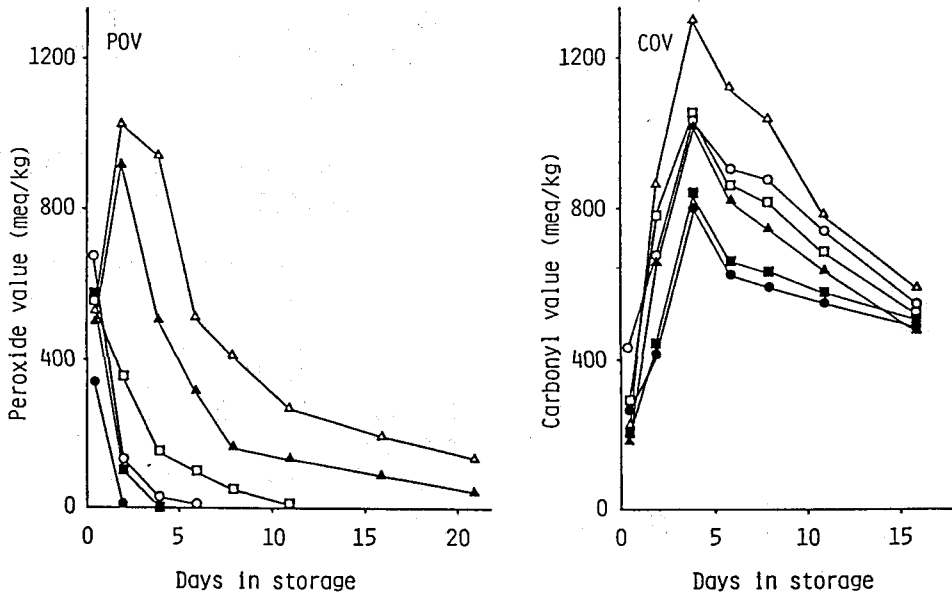 POV
1200
800
400
0
Peroxide value (meq/kg)
0 5 10 15 20
Days in storage
COV
1200
800
400
0
Carbonyl value (meq/kg)
0 5 10 15
Days in storage